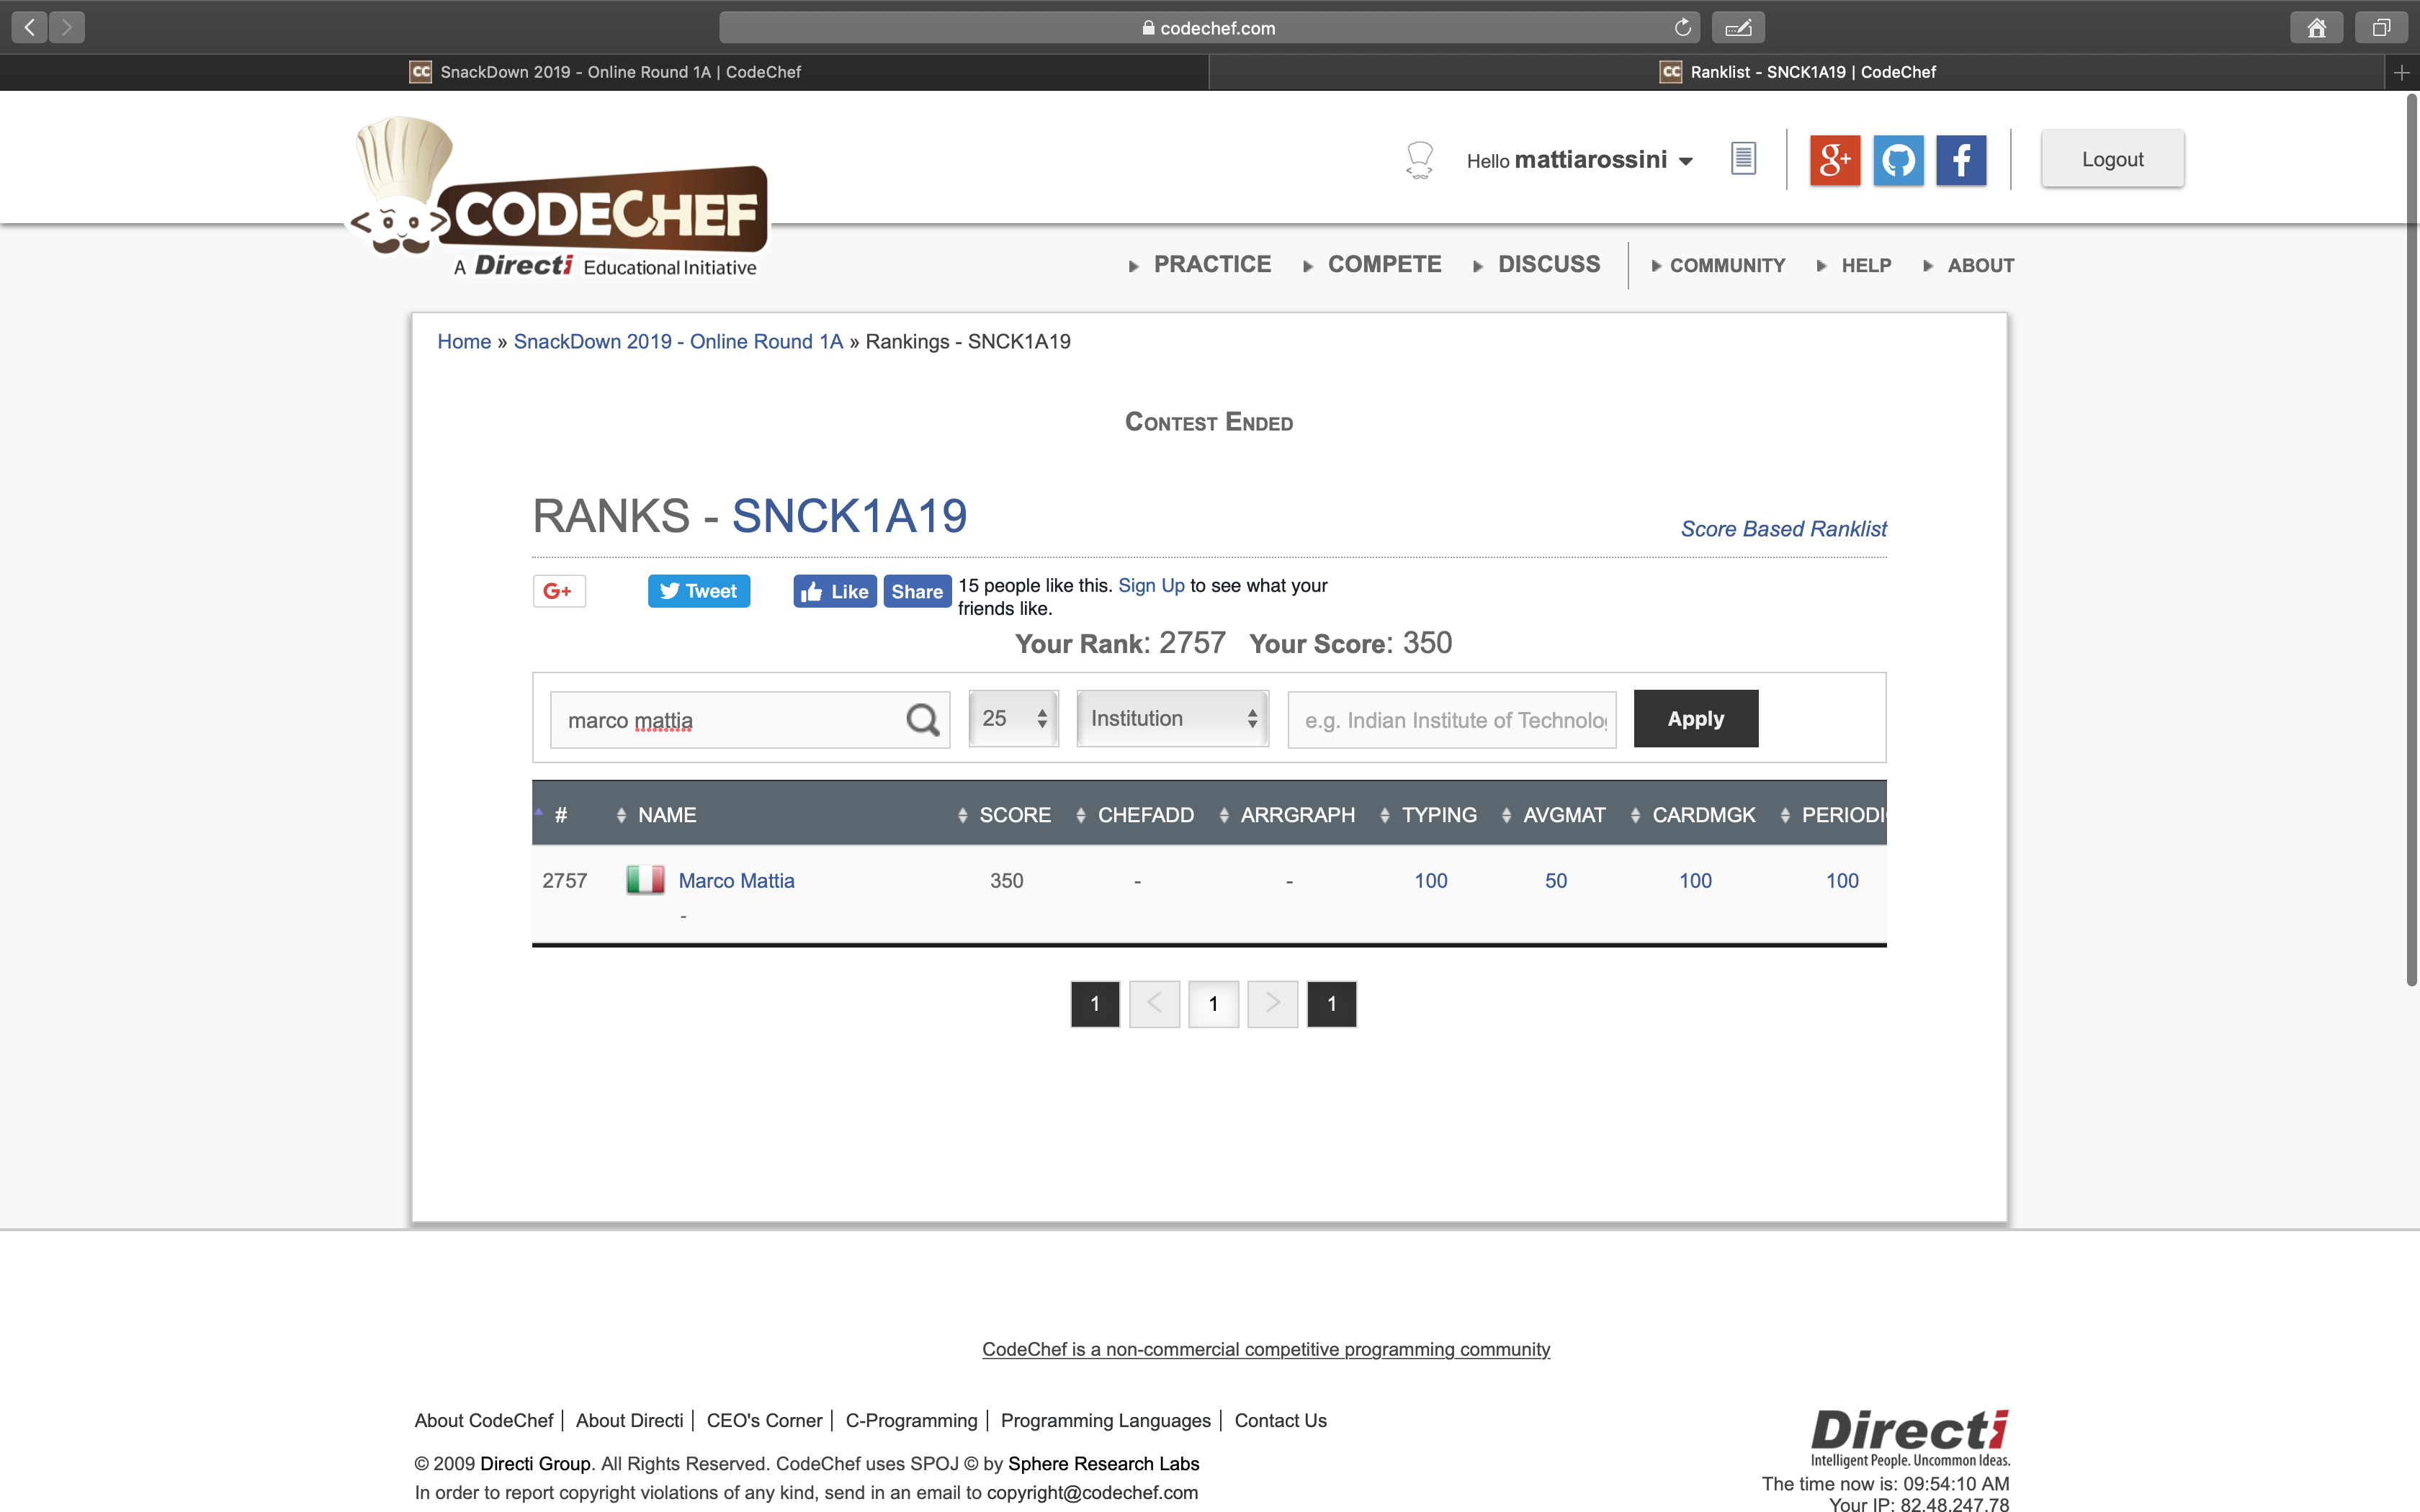 codechef.com
CC SnackDown 2019 - Online Round 1A | CodeChef
CC Ranklist - SNCK1A19 | CodeChef
Hello mattiarossini
Logout
CODECHEF
A Directi Educational Initiative
PRACTICE COMPETE DISCUSS COMMUNITY HELP ABOUT
Home » SnackDown 2019 - Online Round 1A » Rankings - SNCK1A19
Contest Ended
RANKS - SNCK1A19
Score Based Ranklist
G+ Tweet Like Share 15 people like this. Sign Up to see what your
friends like.
Your Rank: 2757 Your Score: 350
marco mattia 25 Institution e.g. Indian Institute of Technolo Apply
# NAME SCORE CHEFADD ARRGRAPH TYPING AVGMAT CARDMGK PERIODI
2757 Marco Mattia 350 - - 100 50 100 100
-
1 < 1 > 1
CodeChef is a non-commercial competitive programming community
About CodeChef | About Directi | CEO's Corner | C-Programming | Programming Languages | Contact Us
© 2009 Directi Group. All Rights Reserved. CodeChef uses SPOJ © by Sphere Research Labs
In order to report copyright violations of any kind, send in an email to copyright@codechef.com
Directi
Intelligent People. Uncommon Ideas.
The time now is: 09:54:10 AM
Your IP: 82.48.247.78